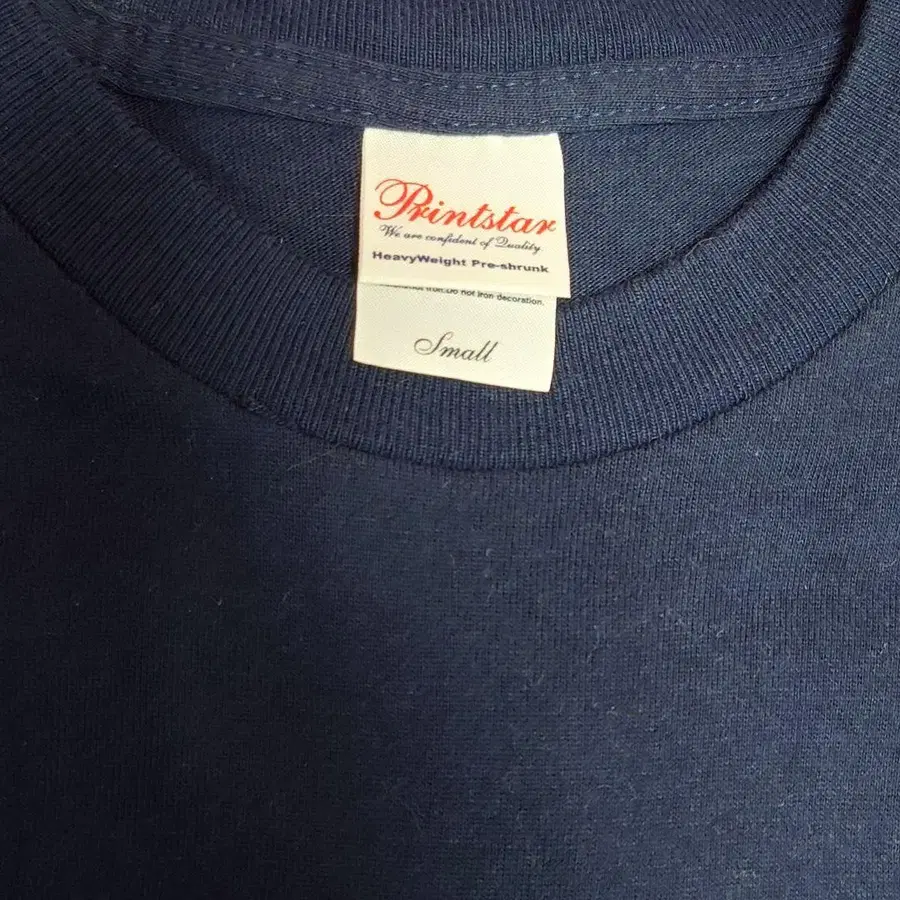 Printstar
We are confident of Quality.
HeavyWeight Pre-shrunk
Do not iron decoration.
Small